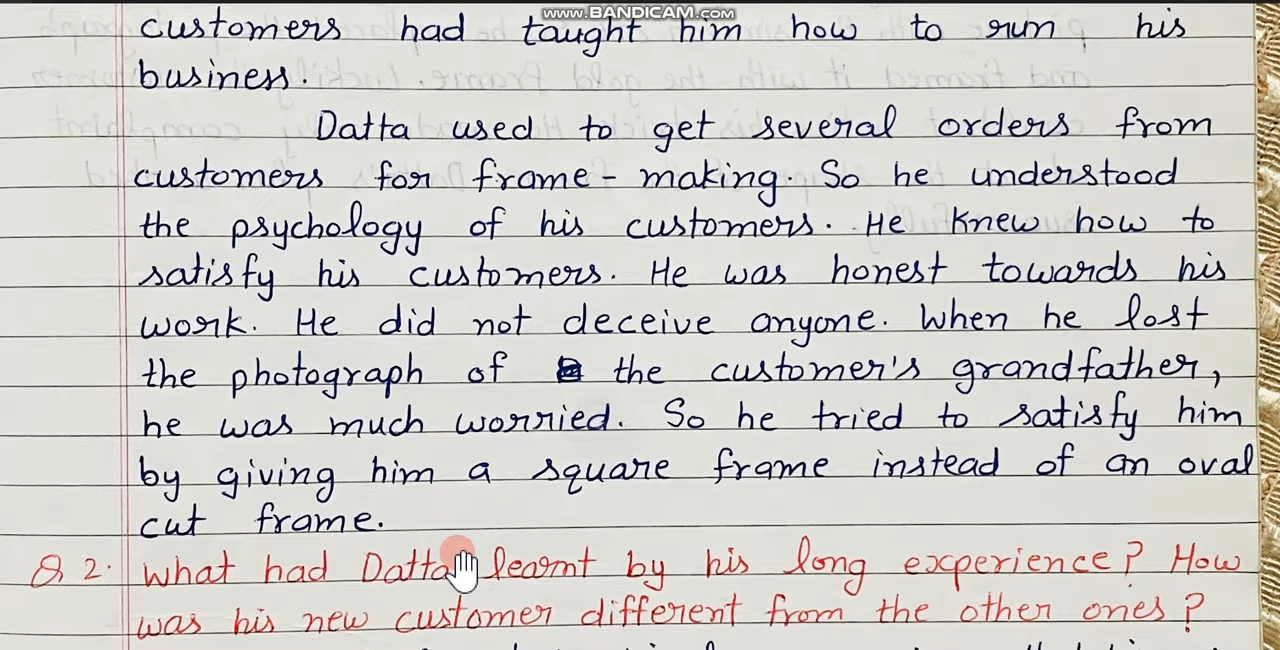 www.BANDICAM.com
customers had taught him how to run his
business.
Datta used to get several orders from
customers for frame - making. So he understood
the psychology of his customers. He knew how to
satisfy his customers. He was honest towards his
work. He did not deceive anyone. When he lost
the photograph of the customer's grandfather,
he was much worried. So he tried to satisfy him
by giving him a square frame instead of an oval
cut frame.
Q 2. What had Datta learnt by his long experience? How
was his new customer different from the other ones?